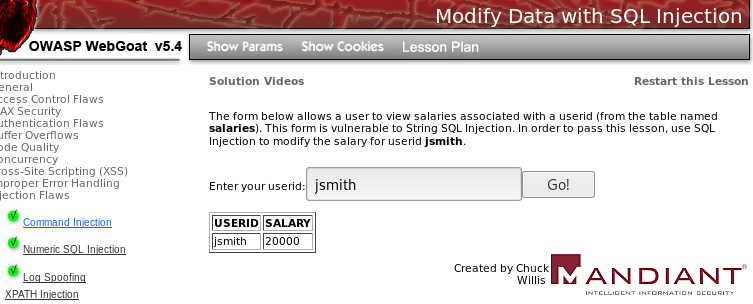 Modify Data with SQL Injection
OWASP WebGoat v5.4
Show Params Show Cookies Lesson Plan
Solution Videos Restart this Lesson
ntroduction
eneral
ccess Control Flaws
AX Security
uthentication Flaws
uffer Overflows
ode Quality
oncurrency
ross-Site Scripting (XSS)
mproper Error Handling
jection Flaws
Command Injection
Numeric SQL Injection
Log Spoofing
XPATH Injection
The form below allows a user to view salaries associated with a userid (from the table named
salaries). This form is vulnerable to String SQL Injection. In order to pass this lesson, use SQL
Injection to modify the salary for userid jsmith.
Enter your userid: jsmith Go!
USERID SALARY
jsmith 20000
Created by Chuck
Willis
MANDIANT®
INTELLIGENT INFORMATION SECURITY